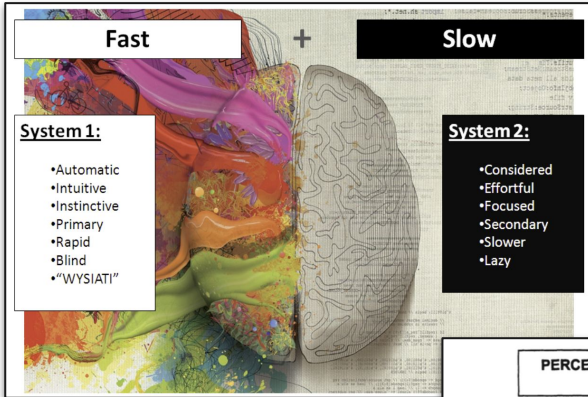 Fast
+
Slow
System 1:
•Automatic
•Intuitive
•Instinctive
•Primary
•Rapid
•Blind
•“WYSIATI”
System 2:
•Considered
•Effortful
•Focused
•Secondary
•Slower
•Lazy
PERCE